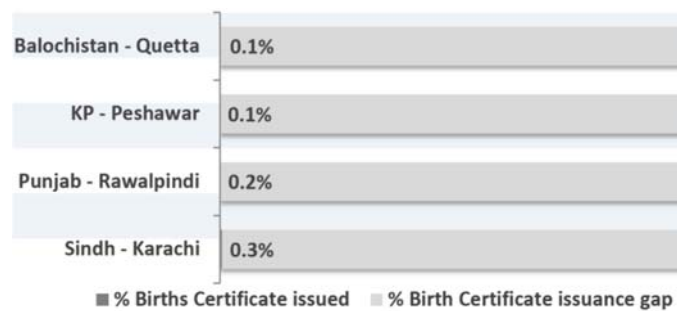 Balochistan - Quetta 0.1%
KP - Peshawar 0.1%
Punjab - Rawalpindi 0.2%
Sindh - Karachi 0.3%
% Births Certificate issued % Birth Certificate issuance gap